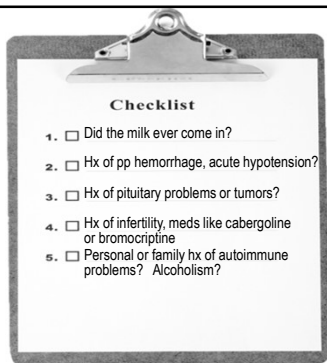 Checklist
1. Did the milk ever come in?
2. Hx of pp hemorrhage, acute hypotension?
3. Hx of pituitary problems or tumors?
4. Hx of infertility, meds like cabergoline
or bromocriptine
5. Personal or family hx of autoimmune
problems? Alcoholism?